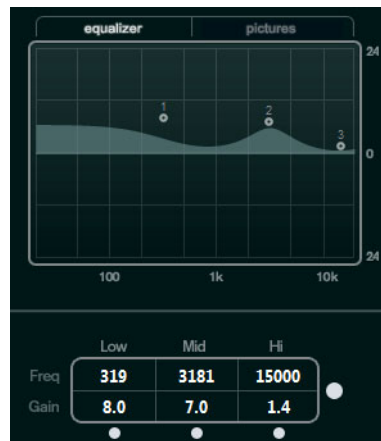 equalizer pictures
24
1
2
3
0
24
100 1k 10k
Low Mid Hi
Freq 319 3181 15000
Gain 8.0 7.0 1.4